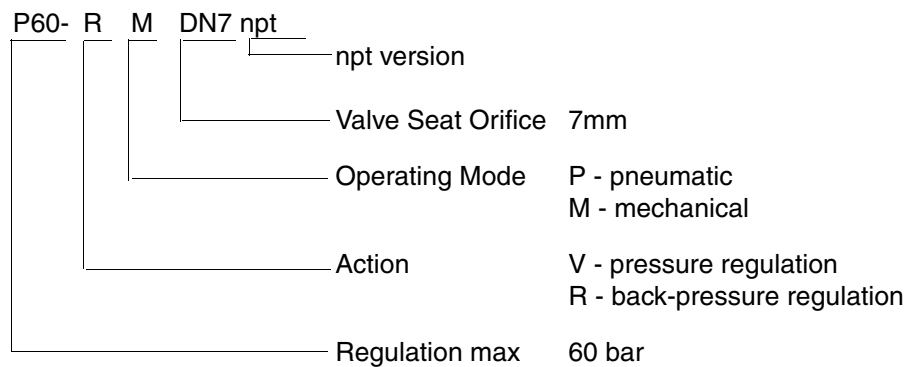 P60- R M DN7 npt
npt version
Valve Seat Orifice 7mm
Operating Mode P - pneumatic
M - mechanical
Action V - pressure regulation
R - back-pressure regulation
Regulation max 60 bar